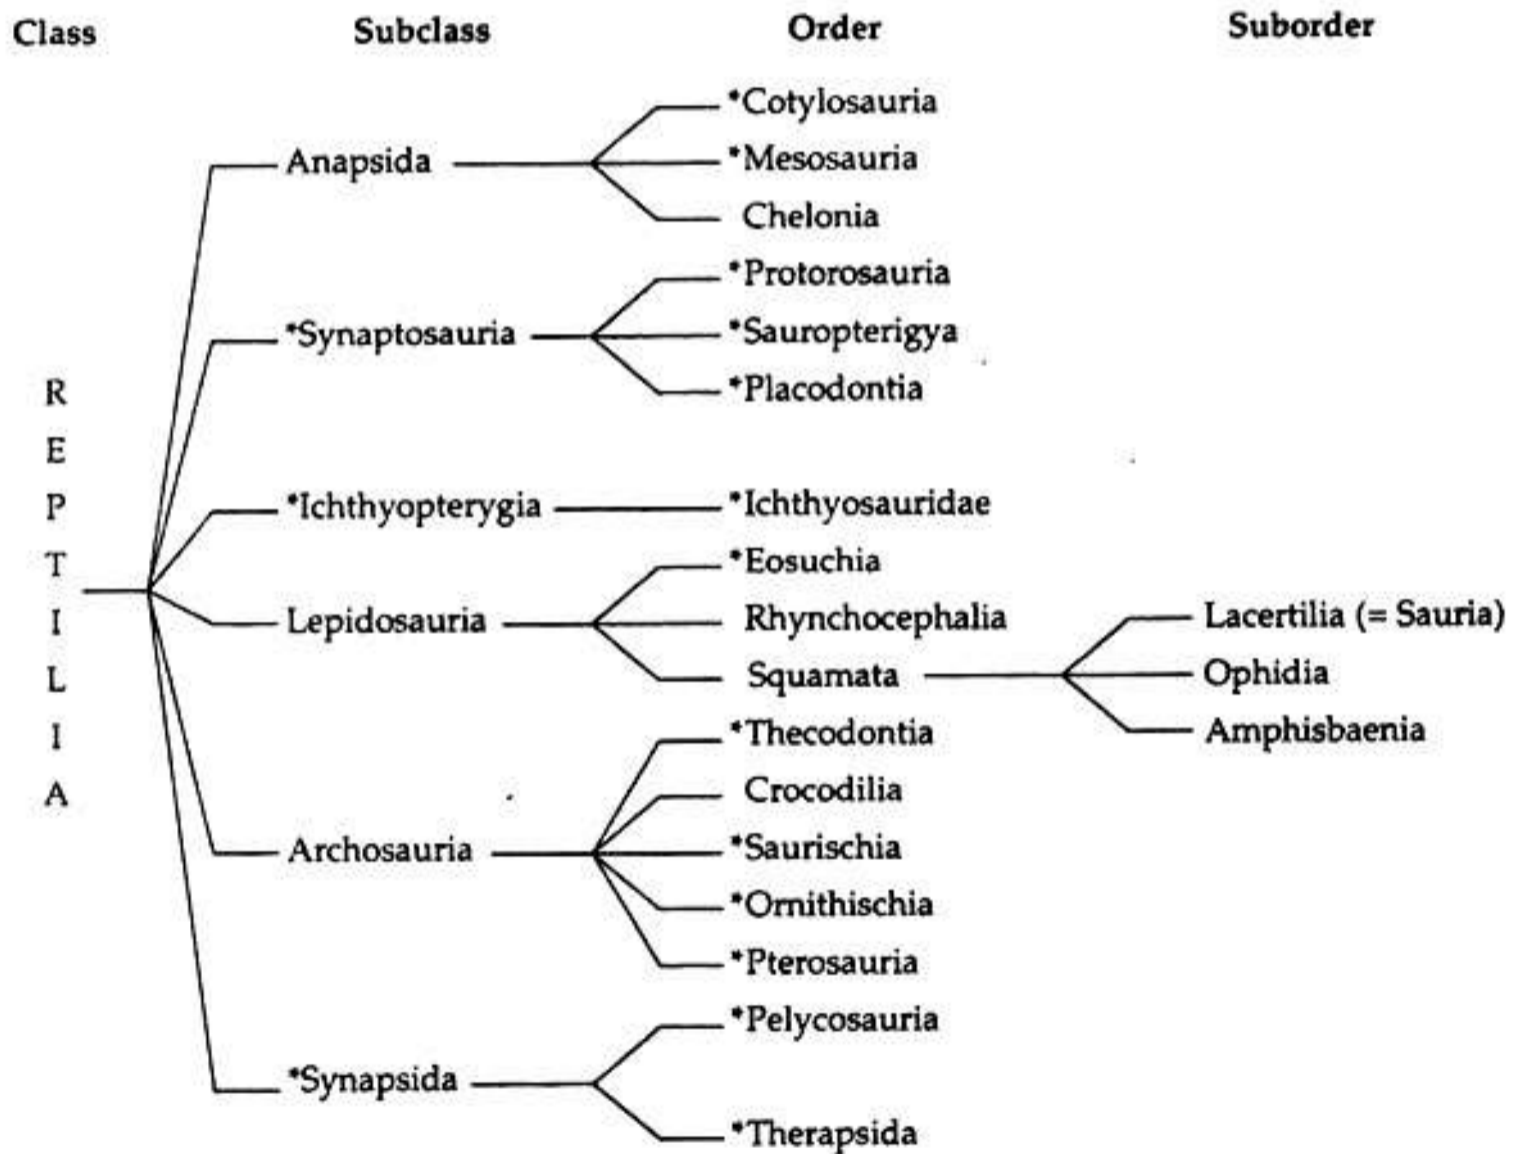 Class Subclass Order Suborder
*Cotylosauria
Anapsida *Mesosauria
Chelonia
*Protorosauria
*Synaptosauria *Sauropterigya
*Placodontia
REPTILIA
*Ichthyopterygia *Ichthyosauridae
*Eosuchia
Lepidosauria Rhynchocephalia Lacertilia (= Sauria)
Squamata Ophidia
*Thecodontia Amphisbaenia
Crocodilia
Archosauria *Saurischia
*Ornithischia
*Pterosauria
*Pelycosauria
*Synapsida
*Therapsida